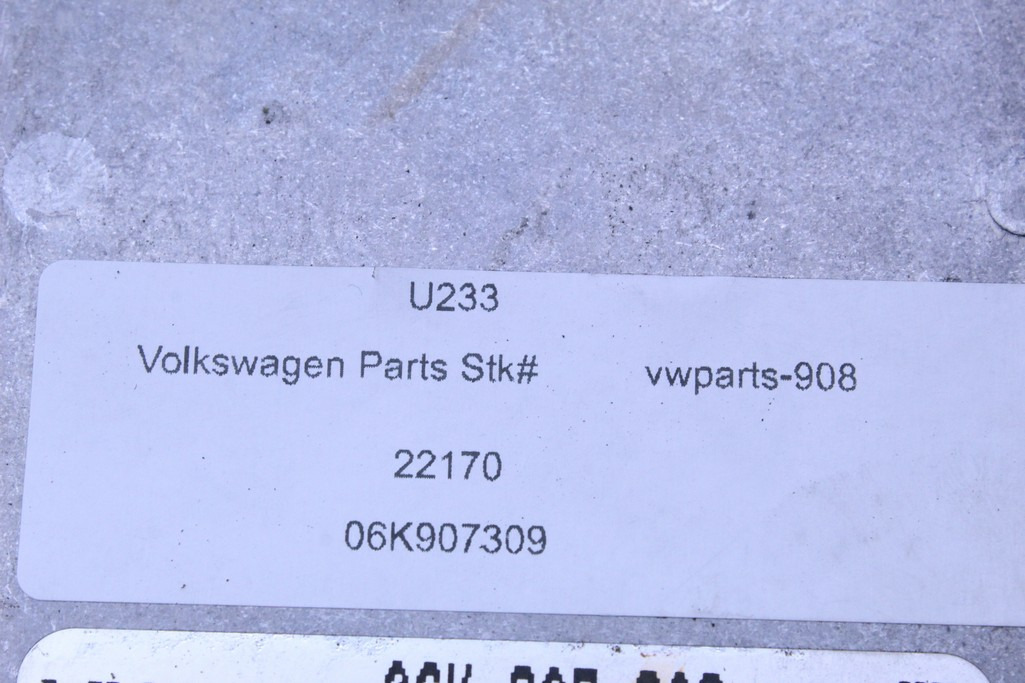 U233
Volkswagen Parts Stk# vwparts-908
22170
06K907309